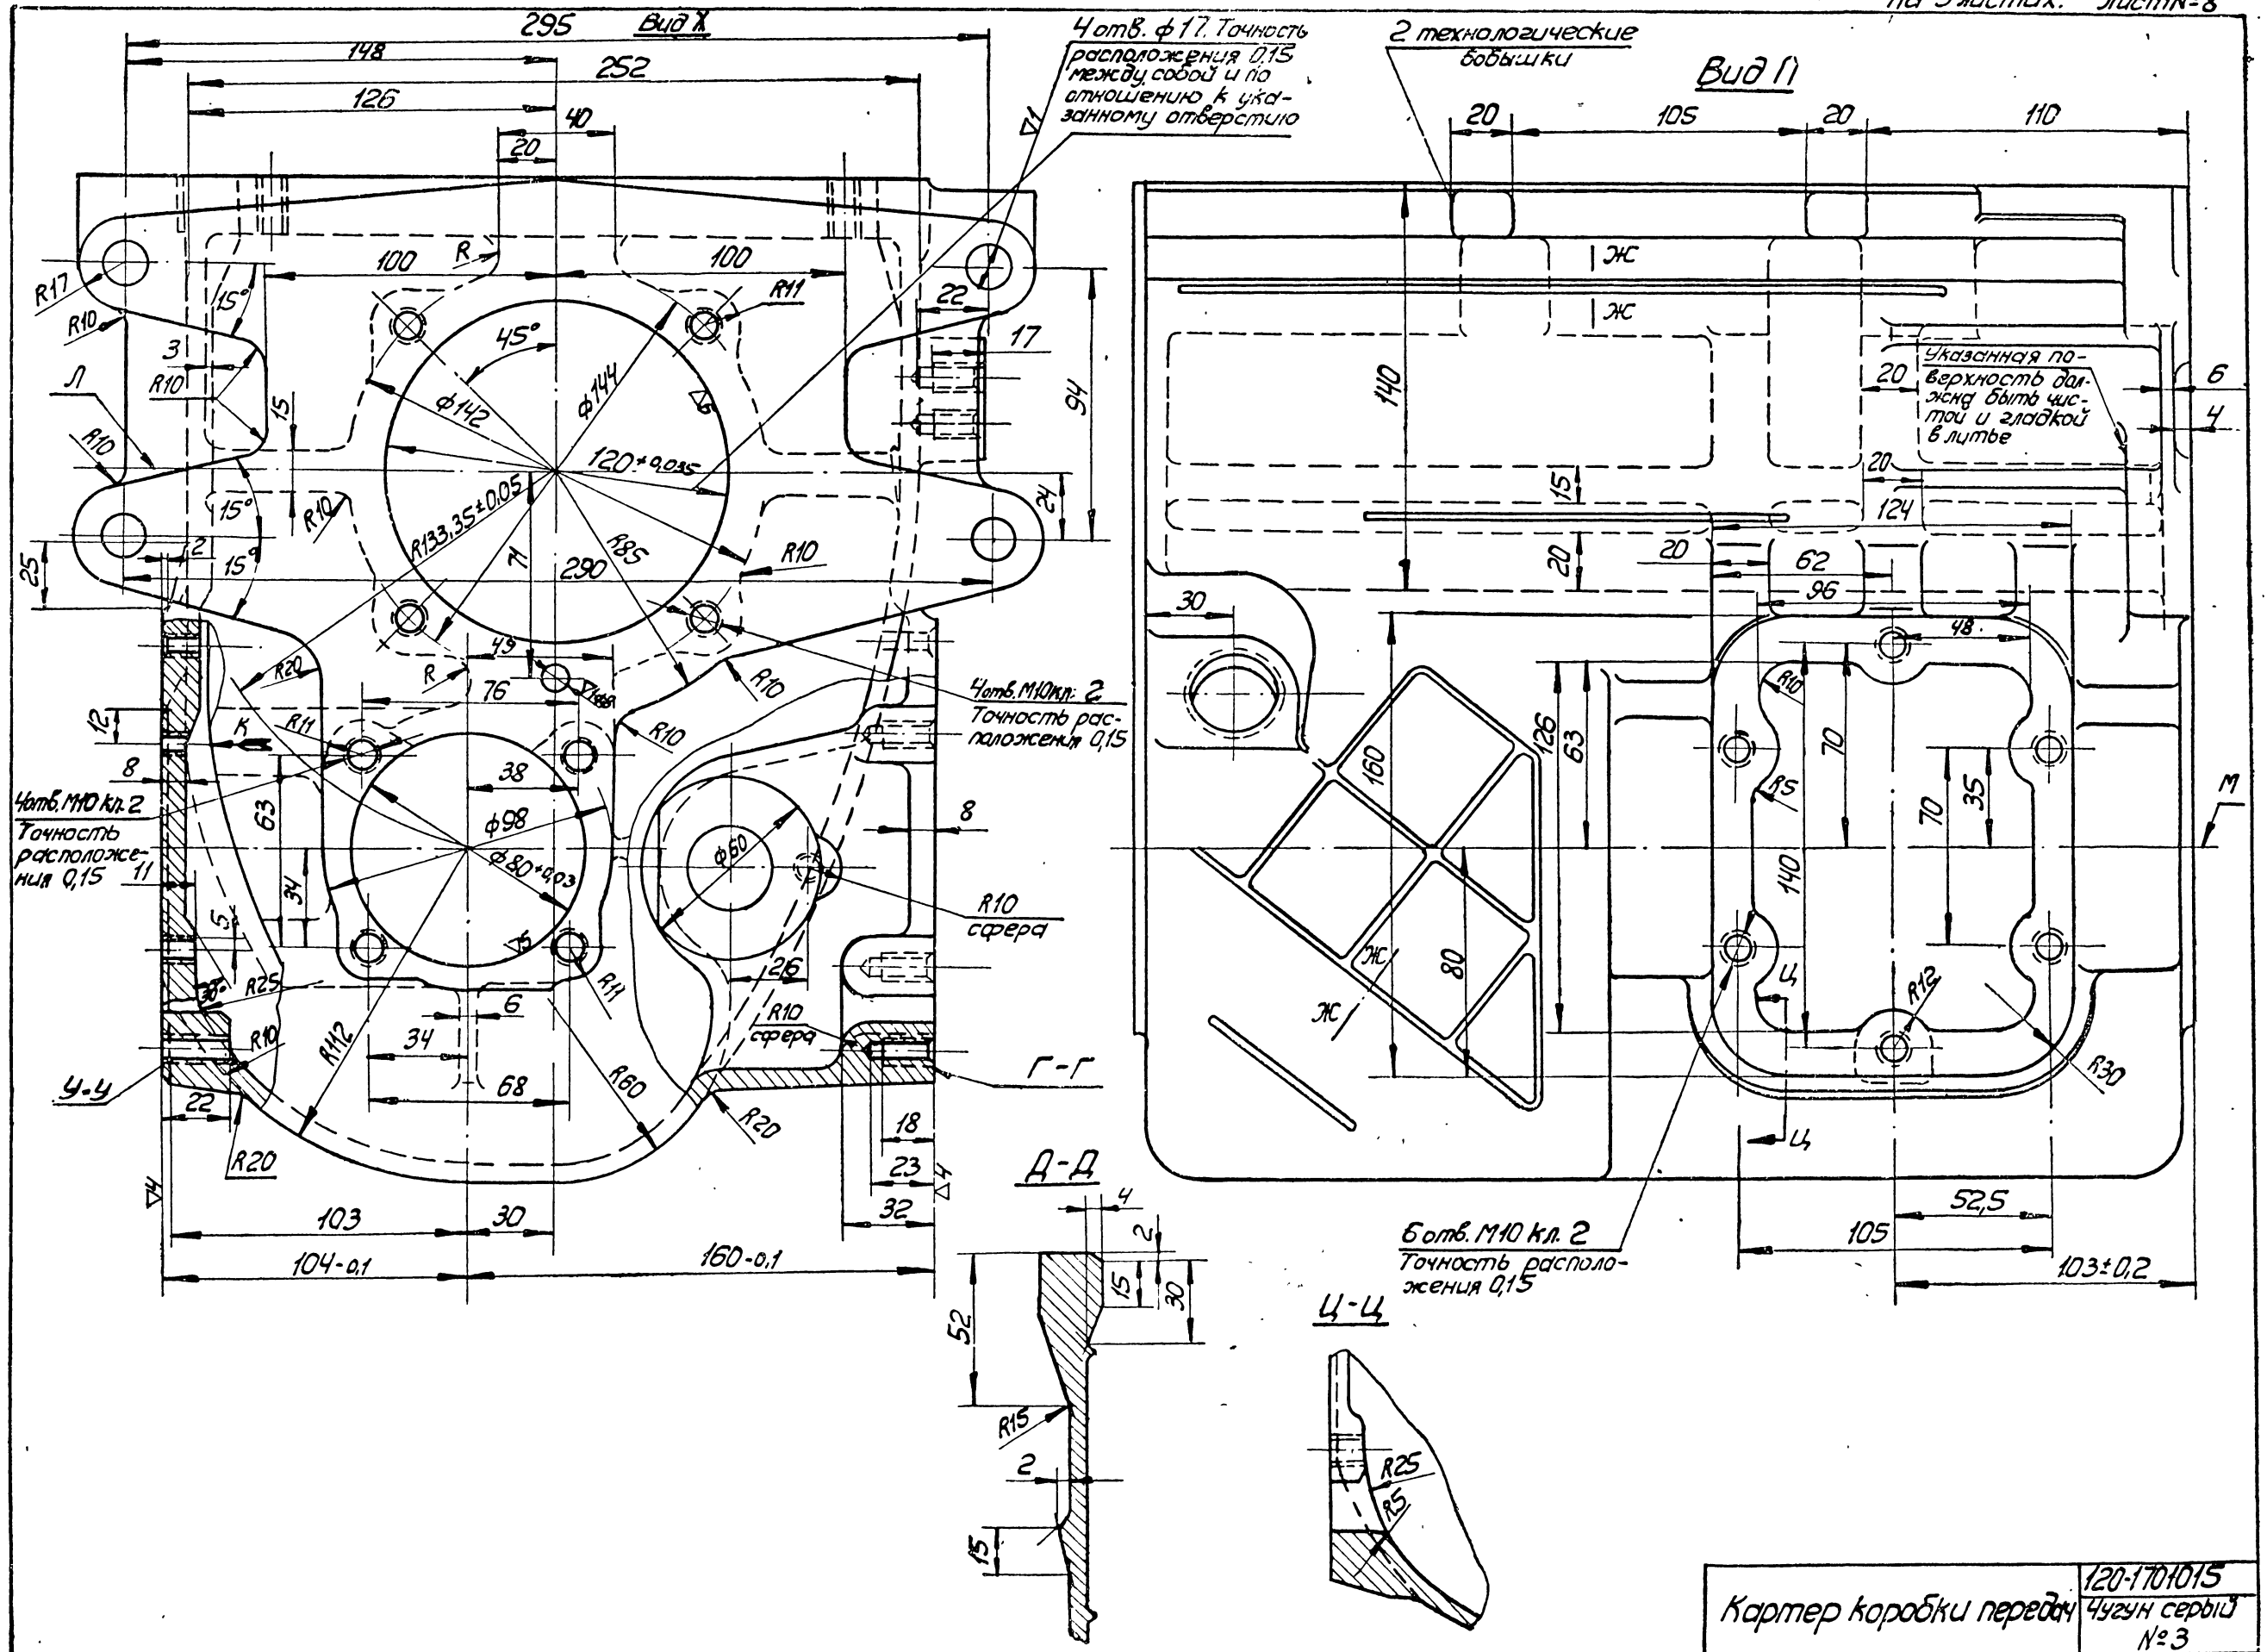 на 5 листах. Лист №8
295 Вид X
148
252
126
40
20
4 отв. ф17. Точность
расположения 0,15
между собой и по
отношению к ука-
занному отверстию
▽1
2 технологические
бобышки
Вид П
20 105 20 110
R17
R10
15°
100
100
R
R11
22
17
45°
3
R10
Л
R10
15
ф142
ф144
94
120+0,035
24
15°
R10
2
15°
25
R133,35±0,05
71
R85
290
R10
R20
R
49
76
R10
12
К
R11
R10
4 отв. М10 кл. 2
Точность рас-
положения 0,15
8
38
4 отв. М10 кл. 2
Точность
расположе-
ния 0,15
11
63
ф98
ф80+0,03
34
ф60
8
R10
сфера
5
▽5
30°
R25
R11
26
6
R10
R112
34
R10
сфера
У-У
68
R60
Г-Г
22
R20
R20
18
23
32
▽4
▽4
103
30
104-0,1
160-0,1
Ж
Ж
140
Указанная по-
верхность дол-
жна быть чис-
той и гладкой
в литье
20
6
4
20
15
124
20
20
62
96
30
48
R10
126
63
160
70
R5
70
35
М
140
80
Ж
Ж
Ц
R12
R30
Ц
52,5
105
103±0,2
6 отв. М10 кл. 2
Точность располо-
жения 0,15
Д-Д
4
2
15
30
52
R15
2
15
Ц-Ц
R25
R5
Картер коробки передач
120-1701015
Чугун серый
№3